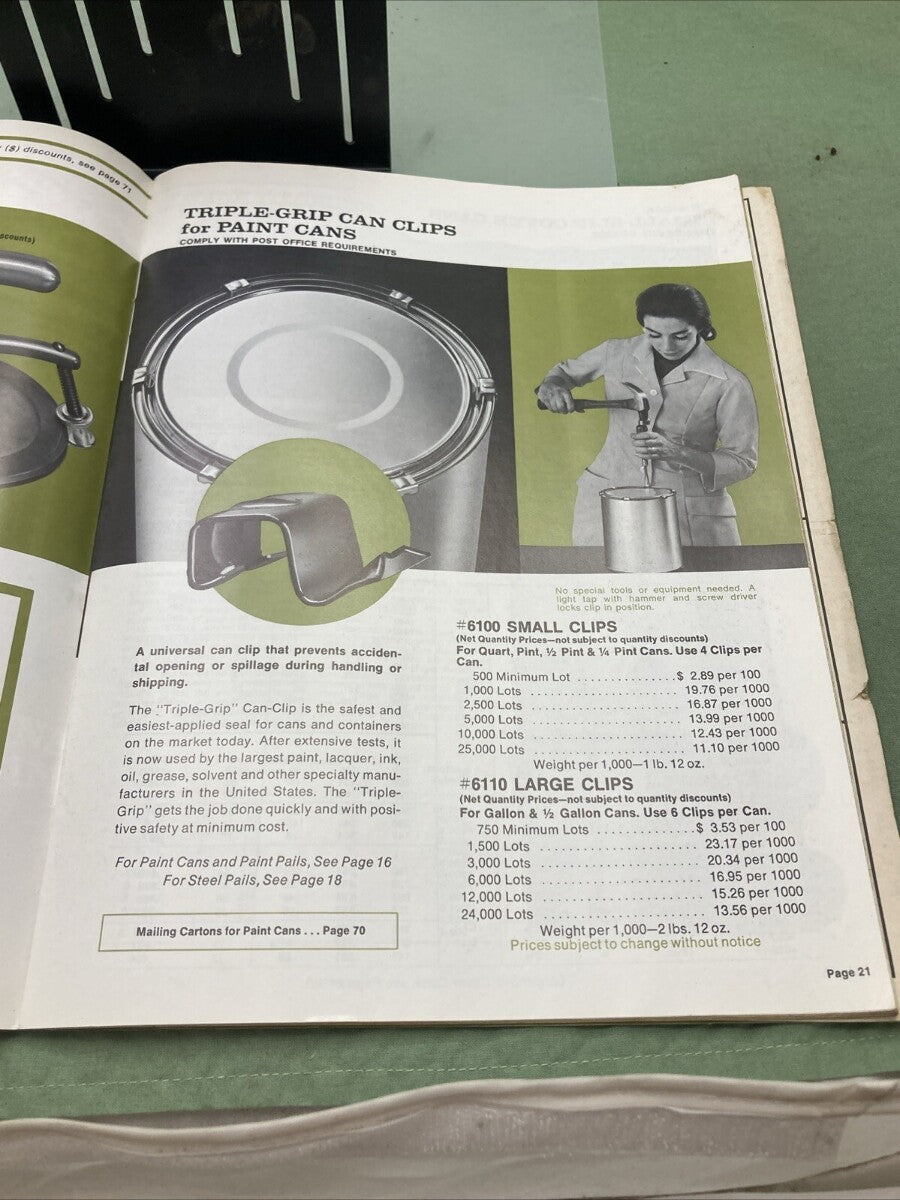 ($) discounts, see page 71
scounts)
TRIPLE-GRIP CAN CLIPS
for PAINT CANS
COMPLY WITH POST OFFICE REQUIREMENTS
No special tools or equipment needed. A
light tap with hammer and screw driver
locks clip in position.
A universal can clip that prevents acciden-
tal opening or spillage during handling or
shipping.
The "Triple-Grip" Can-Clip is the safest and
easiest-applied seal for cans and containers
on the market today. After extensive tests, it
is now used by the largest paint, lacquer, ink,
oil, grease, solvent and other specialty manu-
facturers in the United States. The "Triple-
Grip" gets the job done quickly and with posi-
tive safety at minimum cost.
For Paint Cans and Paint Pails, See Page 16
For Steel Pails, See Page 18
Mailing Cartons for Paint Cans . . . Page 70
#6100 SMALL CLIPS
(Net Quantity Prices—not subject to quantity discounts)
For Quart, Pint, ½ Pint & ¼ Pint Cans. Use 4 Clips per
Can.
500 Minimum Lot . . . . . . . . . . . . . . $ 2.89 per 100
1,000 Lots . . . . . . . . . . . . . . . . . . . . 19.76 per 1000
2,500 Lots . . . . . . . . . . . . . . . . . . . . 16.87 per 1000
5,000 Lots . . . . . . . . . . . . . . . . . . . . 13.99 per 1000
10,000 Lots . . . . . . . . . . . . . . . . . . . . 12.43 per 1000
25,000 Lots . . . . . . . . . . . . . . . . . . . . 11.10 per 1000
Weight per 1,000—1 lb. 12 oz.
#6110 LARGE CLIPS
(Net Quantity Prices—not subject to quantity discounts)
For Gallon & ½ Gallon Cans. Use 6 Clips per Can.
750 Minimum Lots . . . . . . . . . . . . . $ 3.53 per 100
1,500 Lots . . . . . . . . . . . . . . . . . . . . . 23.17 per 1000
3,000 Lots . . . . . . . . . . . . . . . . . . . . . 20.34 per 1000
6,000 Lots . . . . . . . . . . . . . . . . . . . . . 16.95 per 1000
12,000 Lots . . . . . . . . . . . . . . . . . . . . . 15.26 per 1000
24,000 Lots . . . . . . . . . . . . . . . . . . . . . 13.56 per 1000
Weight per 1,000—2 lbs. 12 oz.
Prices subject to change without notice
Page 21